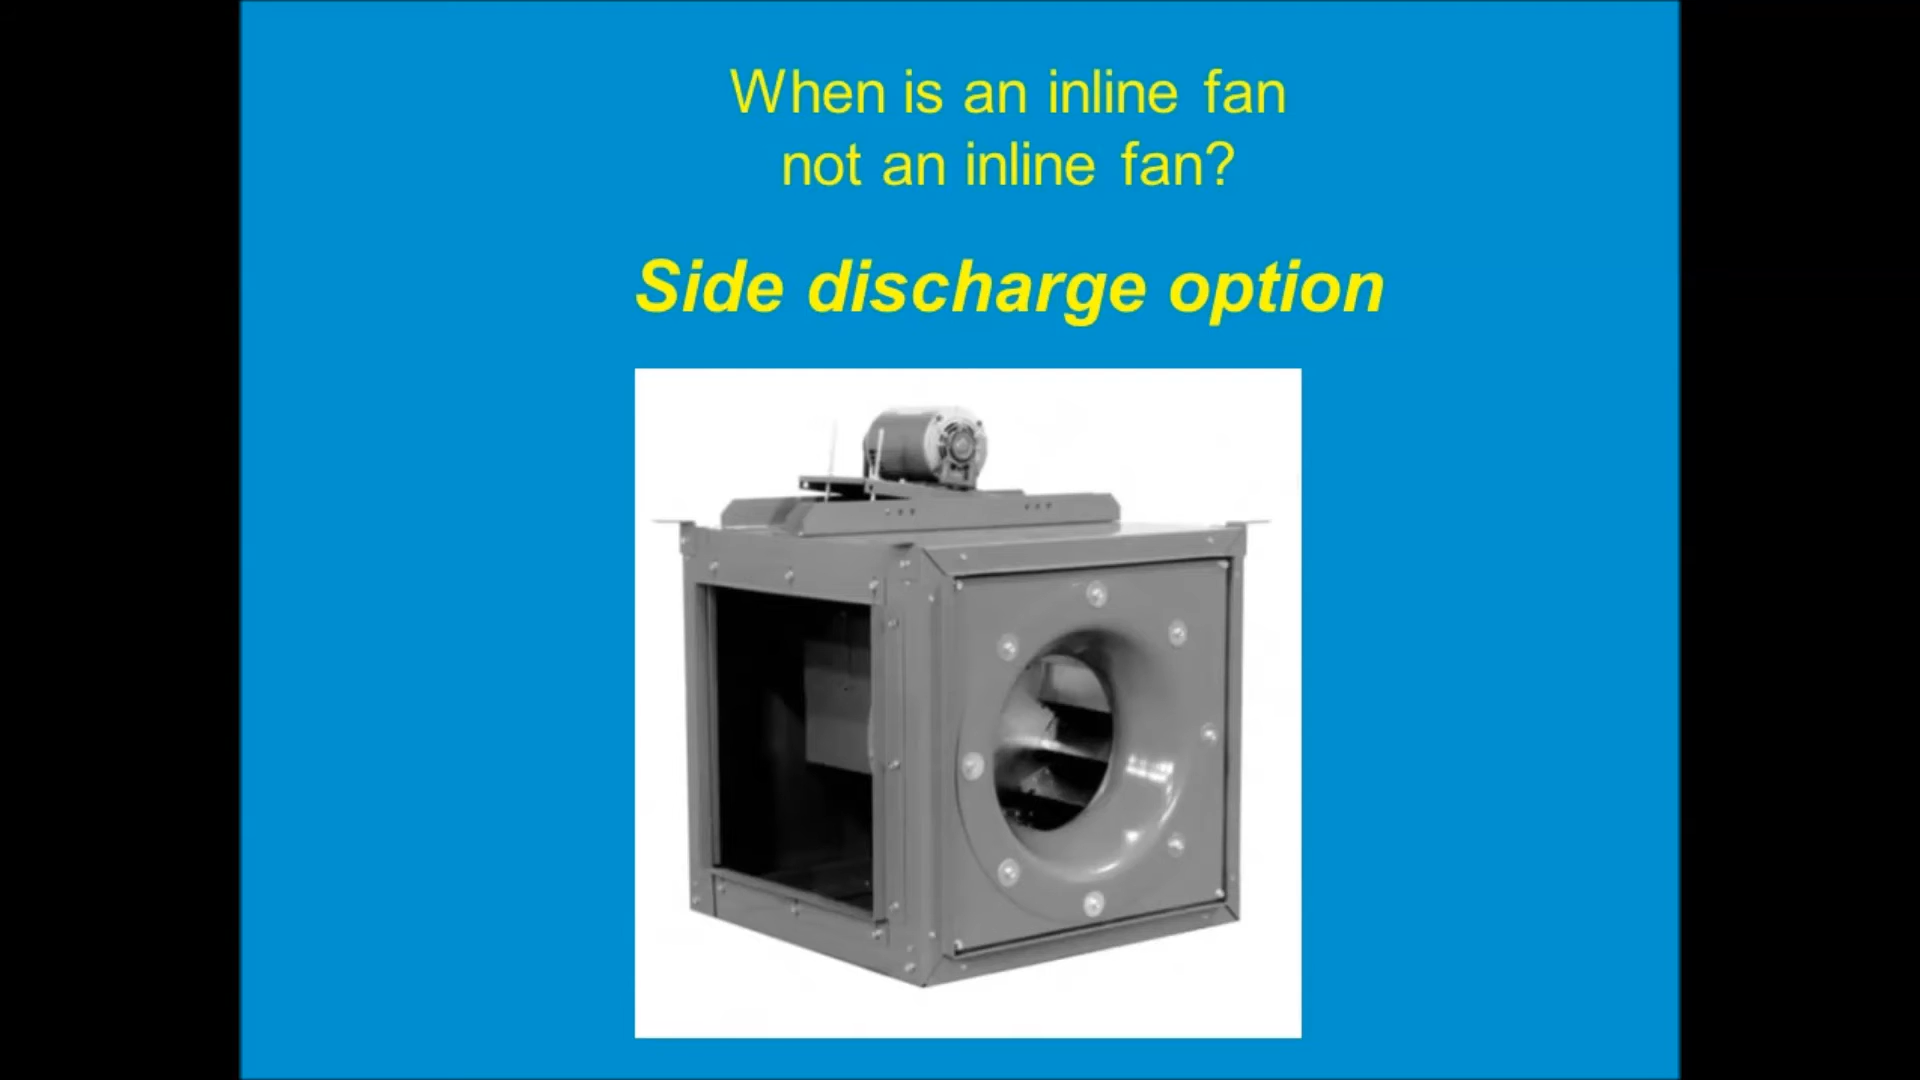 When is an inline fan
not an inline fan?
Side discharge option